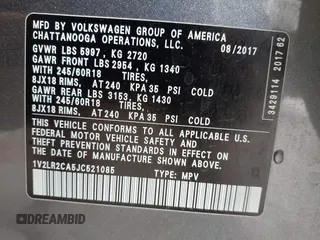 MFD BY VOLKSWAGEN GROUP OF AMERICA
CHATTANOOGA OPERATIONS, LLC. 08/2017
GVWR LBS 5997, KG 2720
GAWR FRONT LBS 2954, KG 1340
WITH 245/60R18 TIRES,
8JX18 RIMS, AT 240 KPA 35 PSI COLD
GAWR REAR LBS 3153, KG 1430
WITH 245/60R18 TIRES,
8JX18 RIMS, AT 240 KPA 35 PSI COLD
THIS VEHICLE CONFORMS TO ALL APPLICABLE
FEDERAL MOTOR VEHICLE SAFETY AND
THEFT PREVENTION STANDARDS IN EFFECT
ON THE DATE OF MANUFACTURE SHOWN ABOVE.
1V2LR2CA5JC521085 TYPE: MPV
3429114 2017 62
1DREAMBID